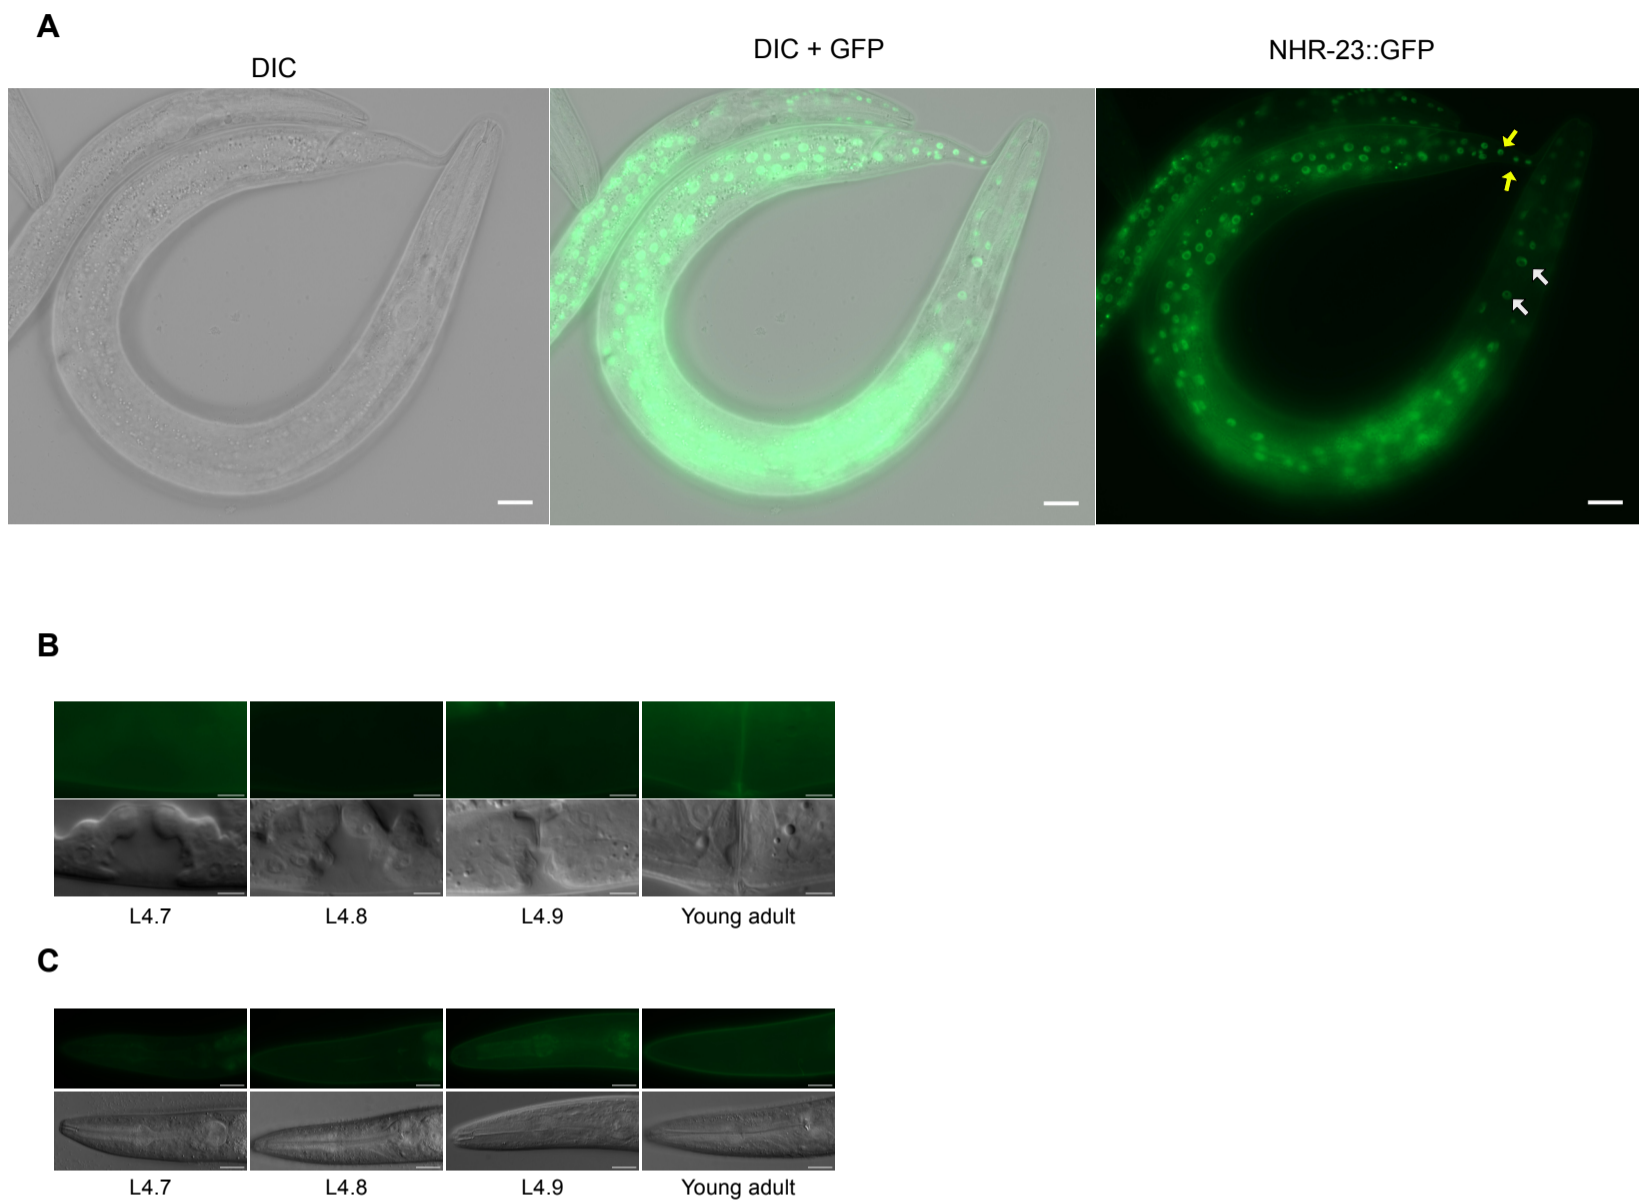 A
DIC
DIC + GFP
NHR-23::GFP
B
L4.7
L4.8
L4.9
Young adult
C
L4.7
L4.8
L4.9
Young adult